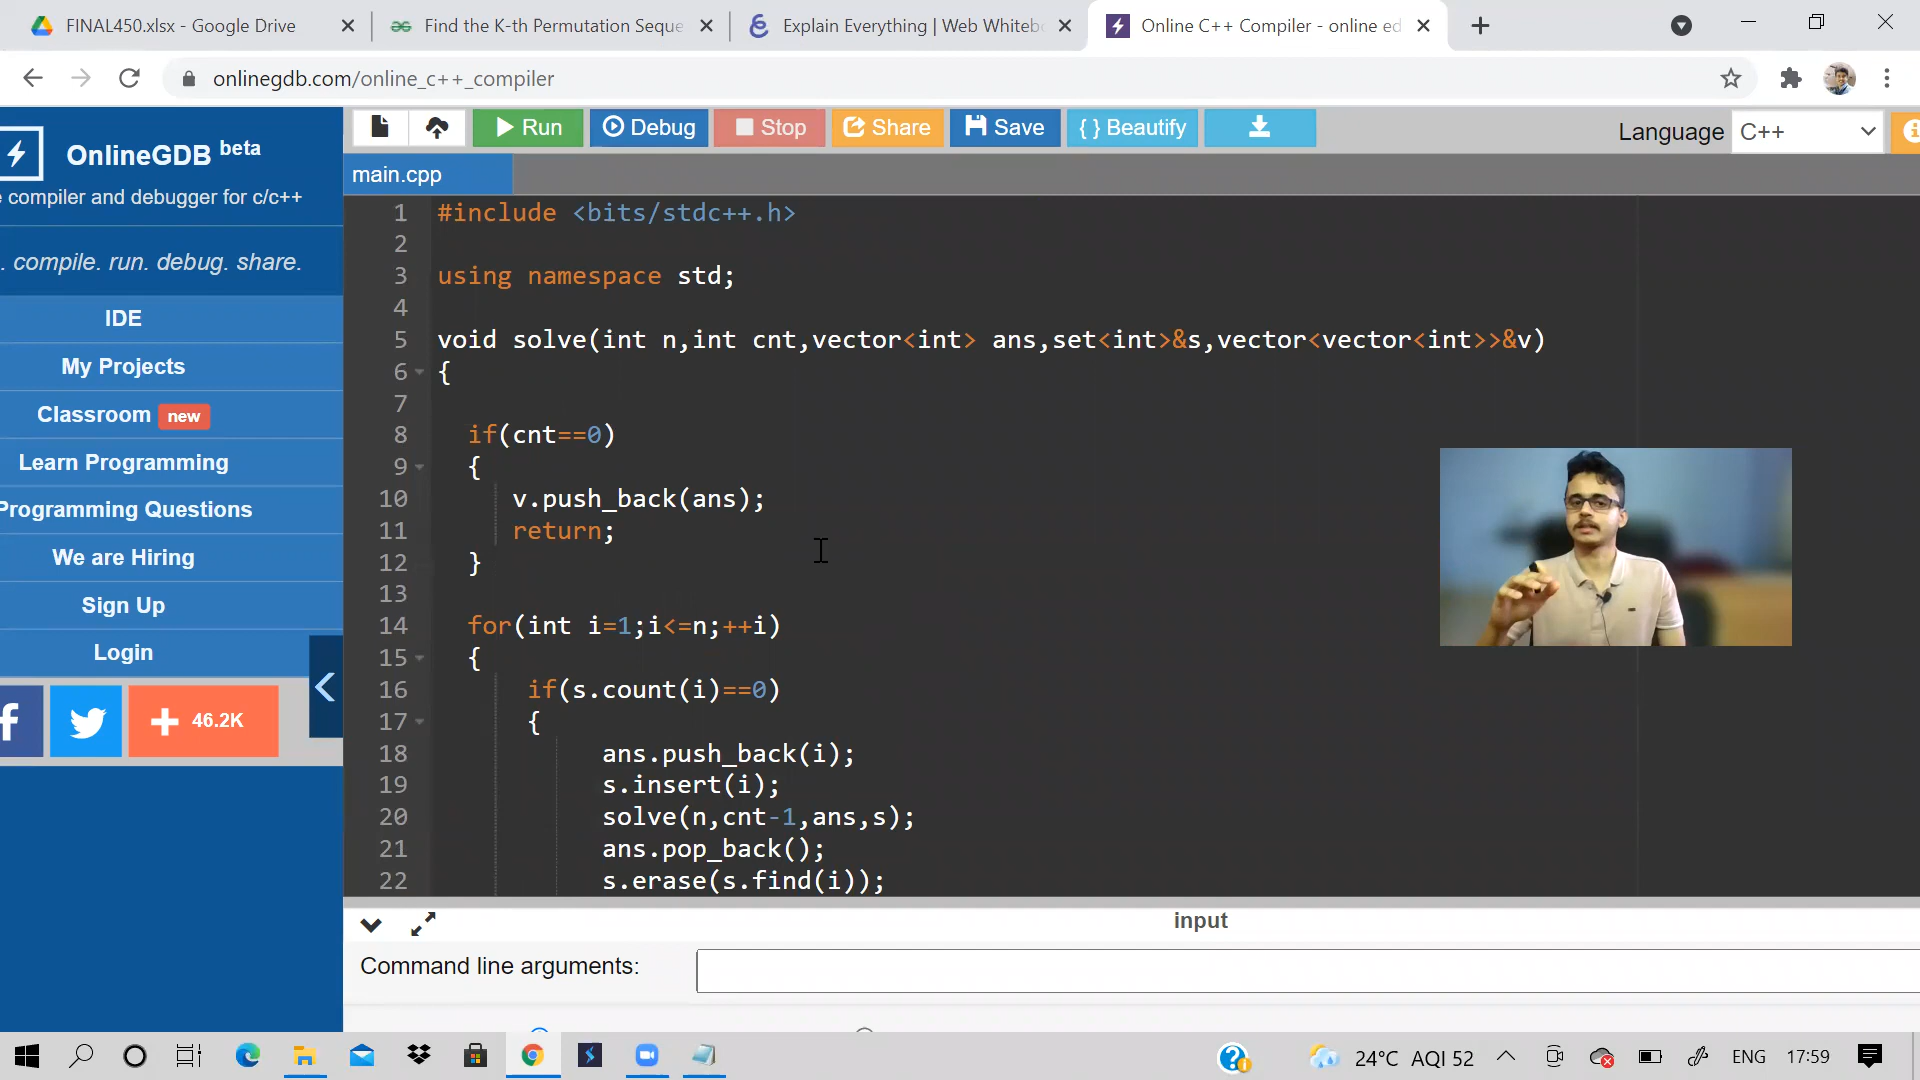 FINAL450.xlsx - Google Drive
Find the K-th Permutation Seque
Explain Everything | Web Whitebo
Online C++ Compiler - online ed
onlinegdb.com/online_c++_compiler
OnlineGDB beta
compiler and debugger for c/c++
. compile. run. debug. share.
IDE
My Projects
Classroom new
Learn Programming
Programming Questions
We are Hiring
Sign Up
Login
46.2K
Run
Debug
Stop
Share
Save
{ } Beautify
Language
C++
main.cpp
1 #include <bits/stdc++.h>
2
3 using namespace std;
4
5 void solve(int n,int cnt,vector<int> ans,set<int>&s,vector<vector<int>>&v)
6 {
7
8 if(cnt==0)
9 {
10 v.push_back(ans);
11 return;
12 }
13
14 for(int i=1;i<=n;++i)
15 {
16 if(s.count(i)==0)
17 {
18 ans.push_back(i);
19 s.insert(i);
20 solve(n,cnt-1,ans,s);
21 ans.pop_back();
22 s.erase(s.find(i));
input
Command line arguments:
24°C AQI 52
ENG
17:59